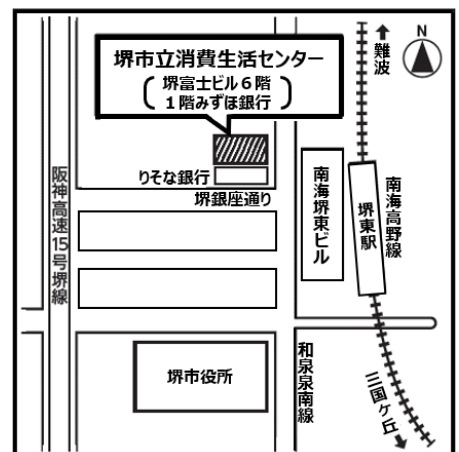 堺市立消費生活センター
堺富士ビル6階
1階みずほ銀行
難波
N
りそな銀行
堺銀座通り
阪神高速15号堺線
南海堺東ビル
堺東駅
南海高野線
堺市役所
和泉泉南線
三国ヶ丘